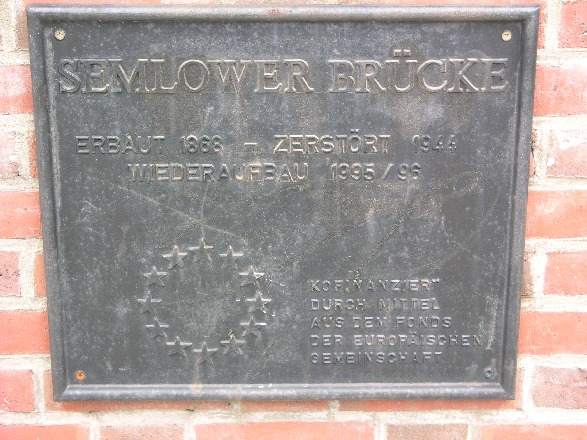 SEMLOWER BRÜCKE
ERBAUT 1868 - ZERSTÖRT 1944
WIEDERAUFBAU 1995/96
KOFINANZIERT
DURCH MITTEL
AUS DEM FONDS
DER EUROPÄISCHEN
GEMEINSCHAFT